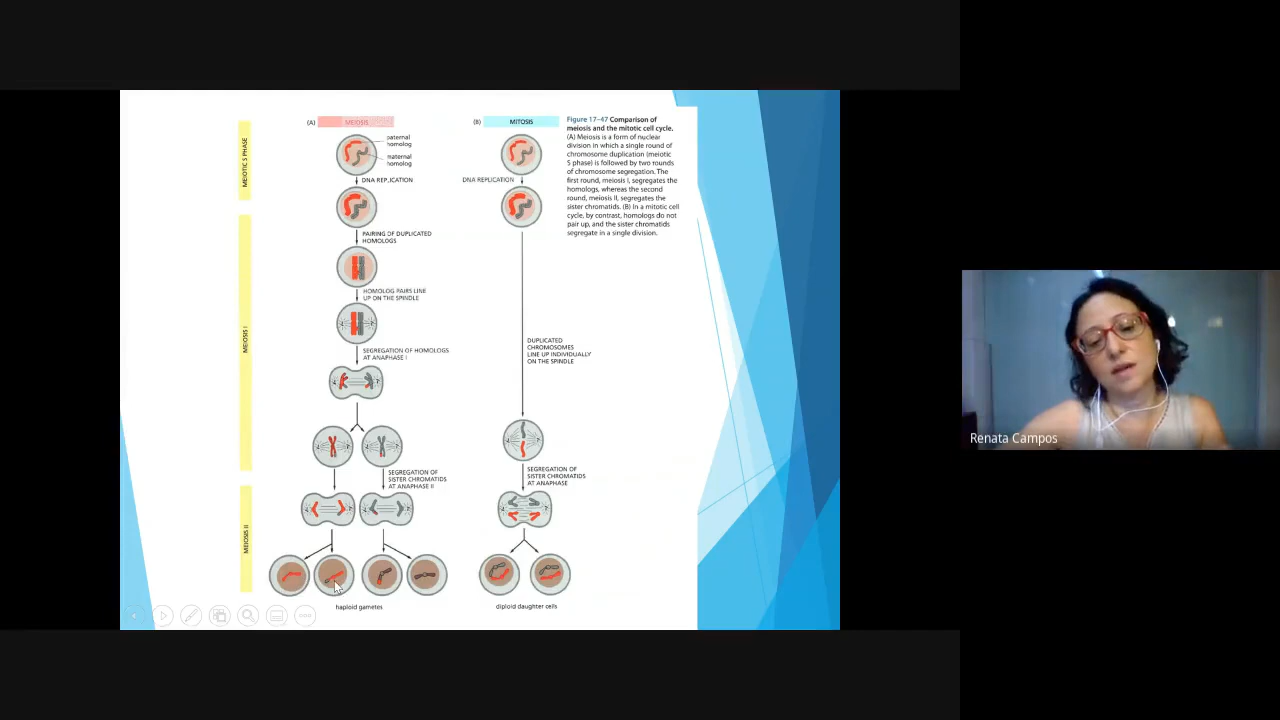 (A) MEIOSIS
paternal
homolog
maternal
homolog
DNA REPLICATION
PAIRING OF DUPLICATED
HOMOLOGS
HOMOLOG PAIRS LINE
UP ON THE SPINDLE
SEGREGATION OF HOMOLOGS
AT ANAPHASE I
SEGREGATION OF
SISTER CHROMATIDS
AT ANAPHASE II
haploid gametes
MEIOTIC S PHASE
MEIOSIS I
MEIOSIS II
(B) MITOSIS
DNA REPLICATION
DUPLICATED
CHROMOSOMES
LINE UP INDIVIDUALLY
ON THE SPINDLE
SEGREGATION OF
SISTER CHROMATIDS
AT ANAPHASE
diploid daughter cells
Figure 17–47 Comparison of
meiosis and the mitotic cell cycle.
(A) Meiosis is a form of nuclear
division in which a single round of
chromosome duplication (meiotic
S phase) is followed by two rounds
of chromosome segregation. The
first round, meiosis I, segregates the
homologs, whereas the second
round, meiosis II, segregates the
sister chromatids. (B) In a mitotic cell
cycle, by contrast, homologs do not
pair up, and the sister chromatids
segregate in a single division.
Renata Campos